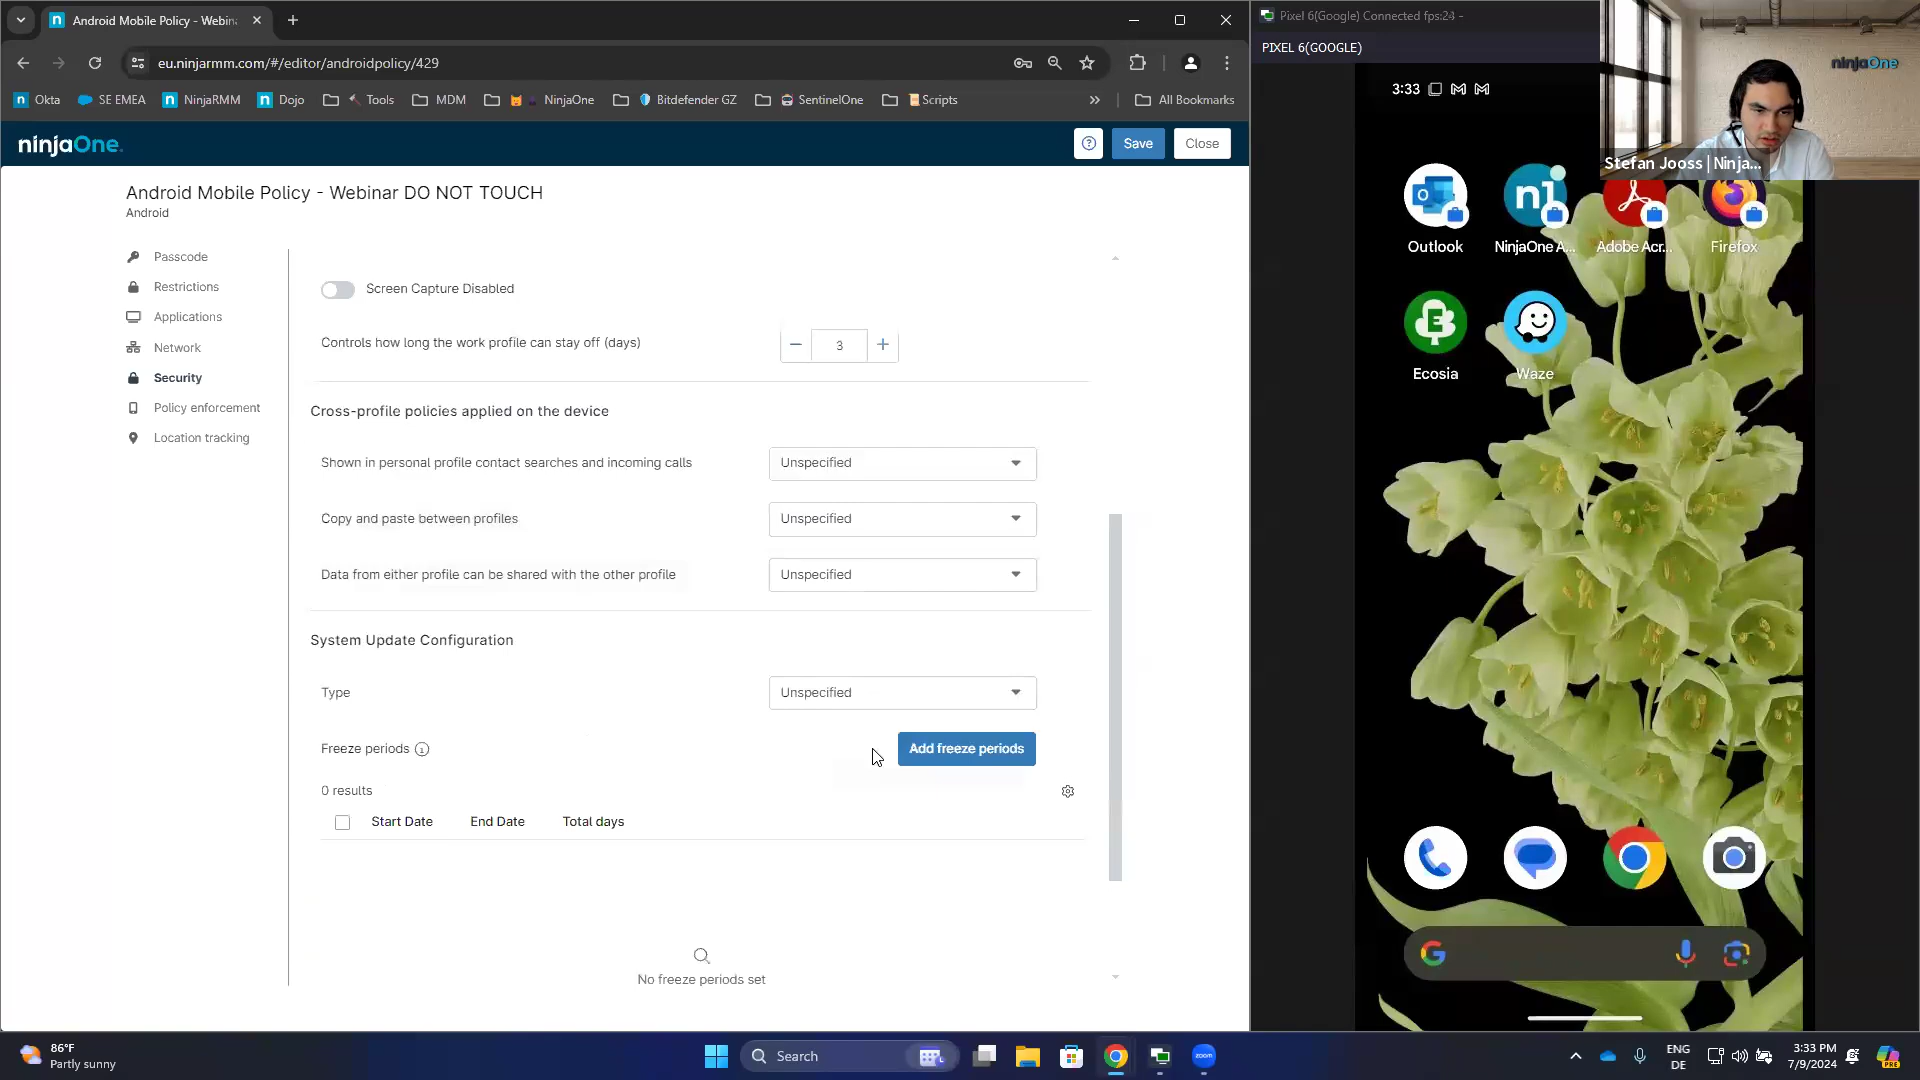 Android Mobile Policy - Webin
eu.ninjarmm.com/#/editor/androidpolicy/429
Okta
SE EMEA
NinjaRMM
Dojo
Tools
MDM
NinjaOne
Bitdefender GZ
SentinelOne
Scripts
»
All Bookmarks
ninjaOne.
Save
Close
Android Mobile Policy - Webinar DO NOT TOUCH
Android
Passcode
Restrictions
Applications
Network
Security
Policy enforcement
Location tracking
Screen Capture Disabled
Controls how long the work profile can stay off (days)
3
Cross-profile policies applied on the device
Shown in personal profile contact searches and incoming calls
Unspecified
Copy and paste between profiles
Unspecified
Data from either profile can be shared with the other profile
Unspecified
System Update Configuration
Type
Unspecified
Freeze periods
Add freeze periods
0 results
Start Date
End Date
Total days
No freeze periods set
Pixel 6(Google) Connected fps:24 -
PIXEL 6(GOOGLE)
ninjaOne
Stefan Jooss | Ninja...
3:33
Outlook
NinjaOne A...
Adobe Acr...
Firefox
Ecosia
Waze
86°F
Partly sunny
Search
zoom
ENG
DE
3:33 PM
7/9/2024
PRE